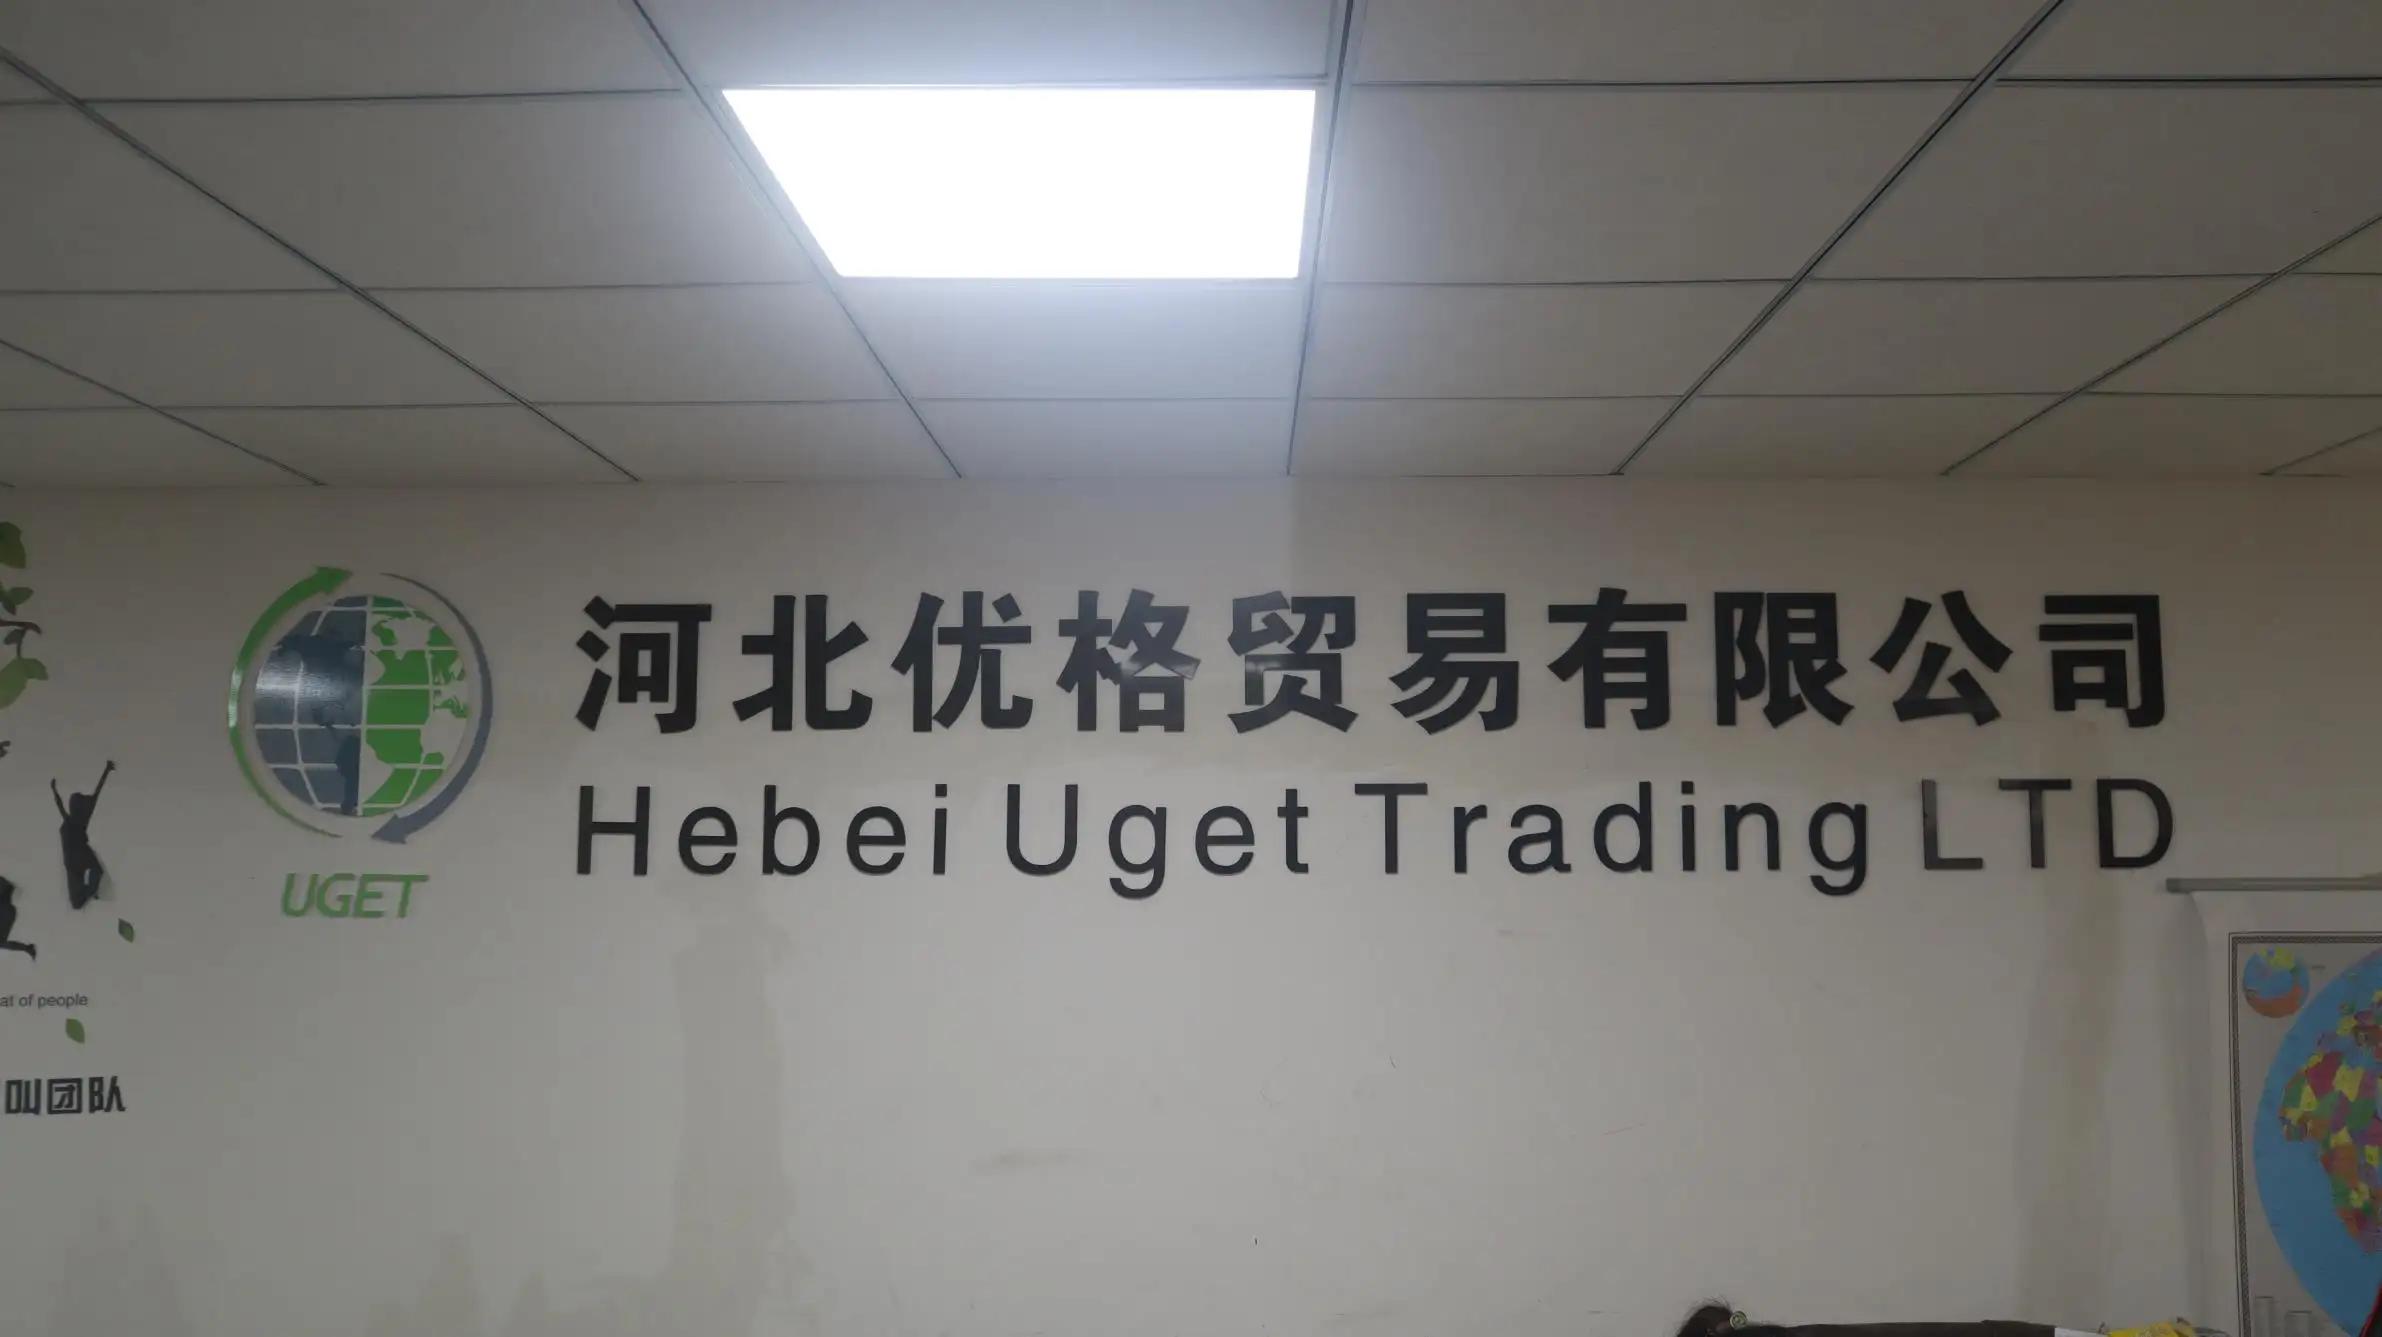 河北优格贸易有限公司
Hebei Uget Trading LTD
UGET
at of people
叫团队